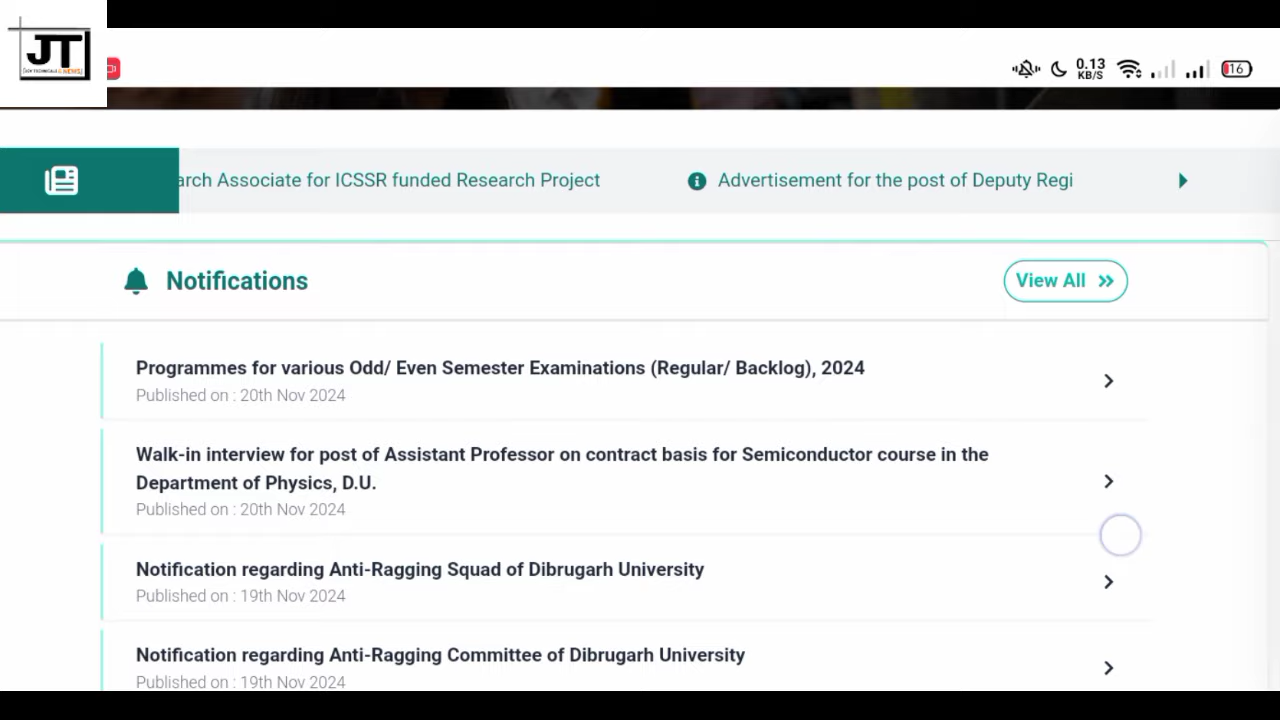 JT
0.13
KB/S
16
arch Associate for ICSSR funded Research Project
Advertisement for the post of Deputy Regi
Notifications
View All
Programmes for various Odd/ Even Semester Examinations (Regular/ Backlog), 2024
Published on : 20th Nov 2024
Walk-in interview for post of Assistant Professor on contract basis for Semiconductor course in the
Department of Physics, D.U.
Published on : 20th Nov 2024
Notification regarding Anti-Ragging Squad of Dibrugarh University
Published on : 19th Nov 2024
Notification regarding Anti-Ragging Committee of Dibrugarh University
Published on : 19th Nov 2024